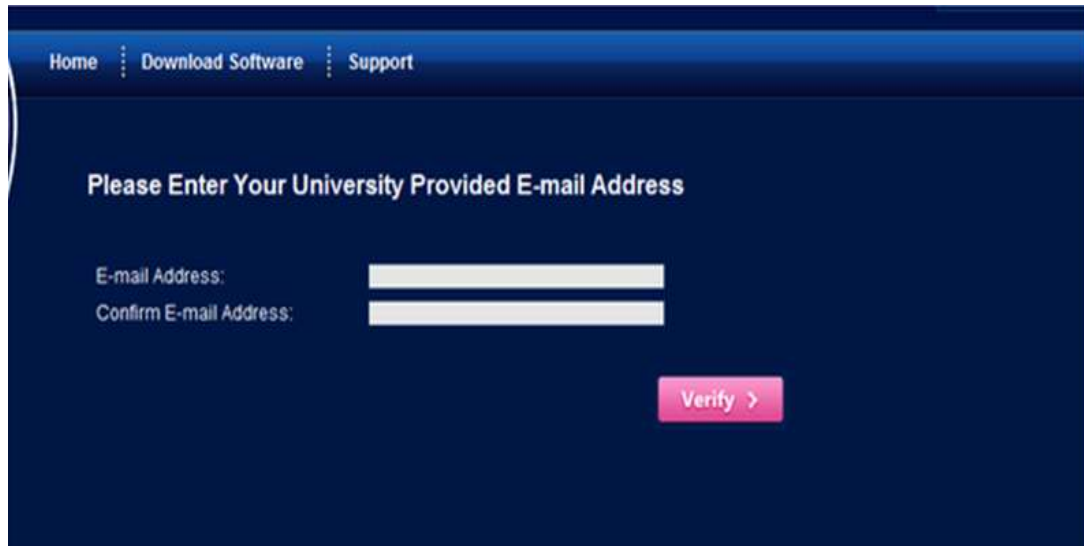 Home Download Software Support
Please Enter Your University Provided E-mail Address
E-mail Address:
Confirm E-mail Address:
Verify >